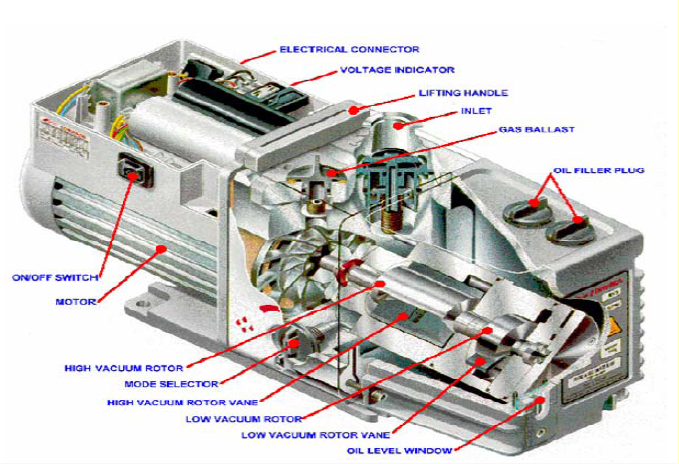 ELECTRICAL CONNECTOR
VOLTAGE INDICATOR
LIFTING HANDLE
INLET
GAS BALLAST
OIL FILLER PLUG
ON/OFF SWITCH
MOTOR
HIGH VACUUM ROTOR
MODE SELECTOR
HIGH VACUUM ROTOR VANE
LOW VACUUM ROTOR
LOW VACUUM ROTOR VANE
OIL LEVEL WINDOW